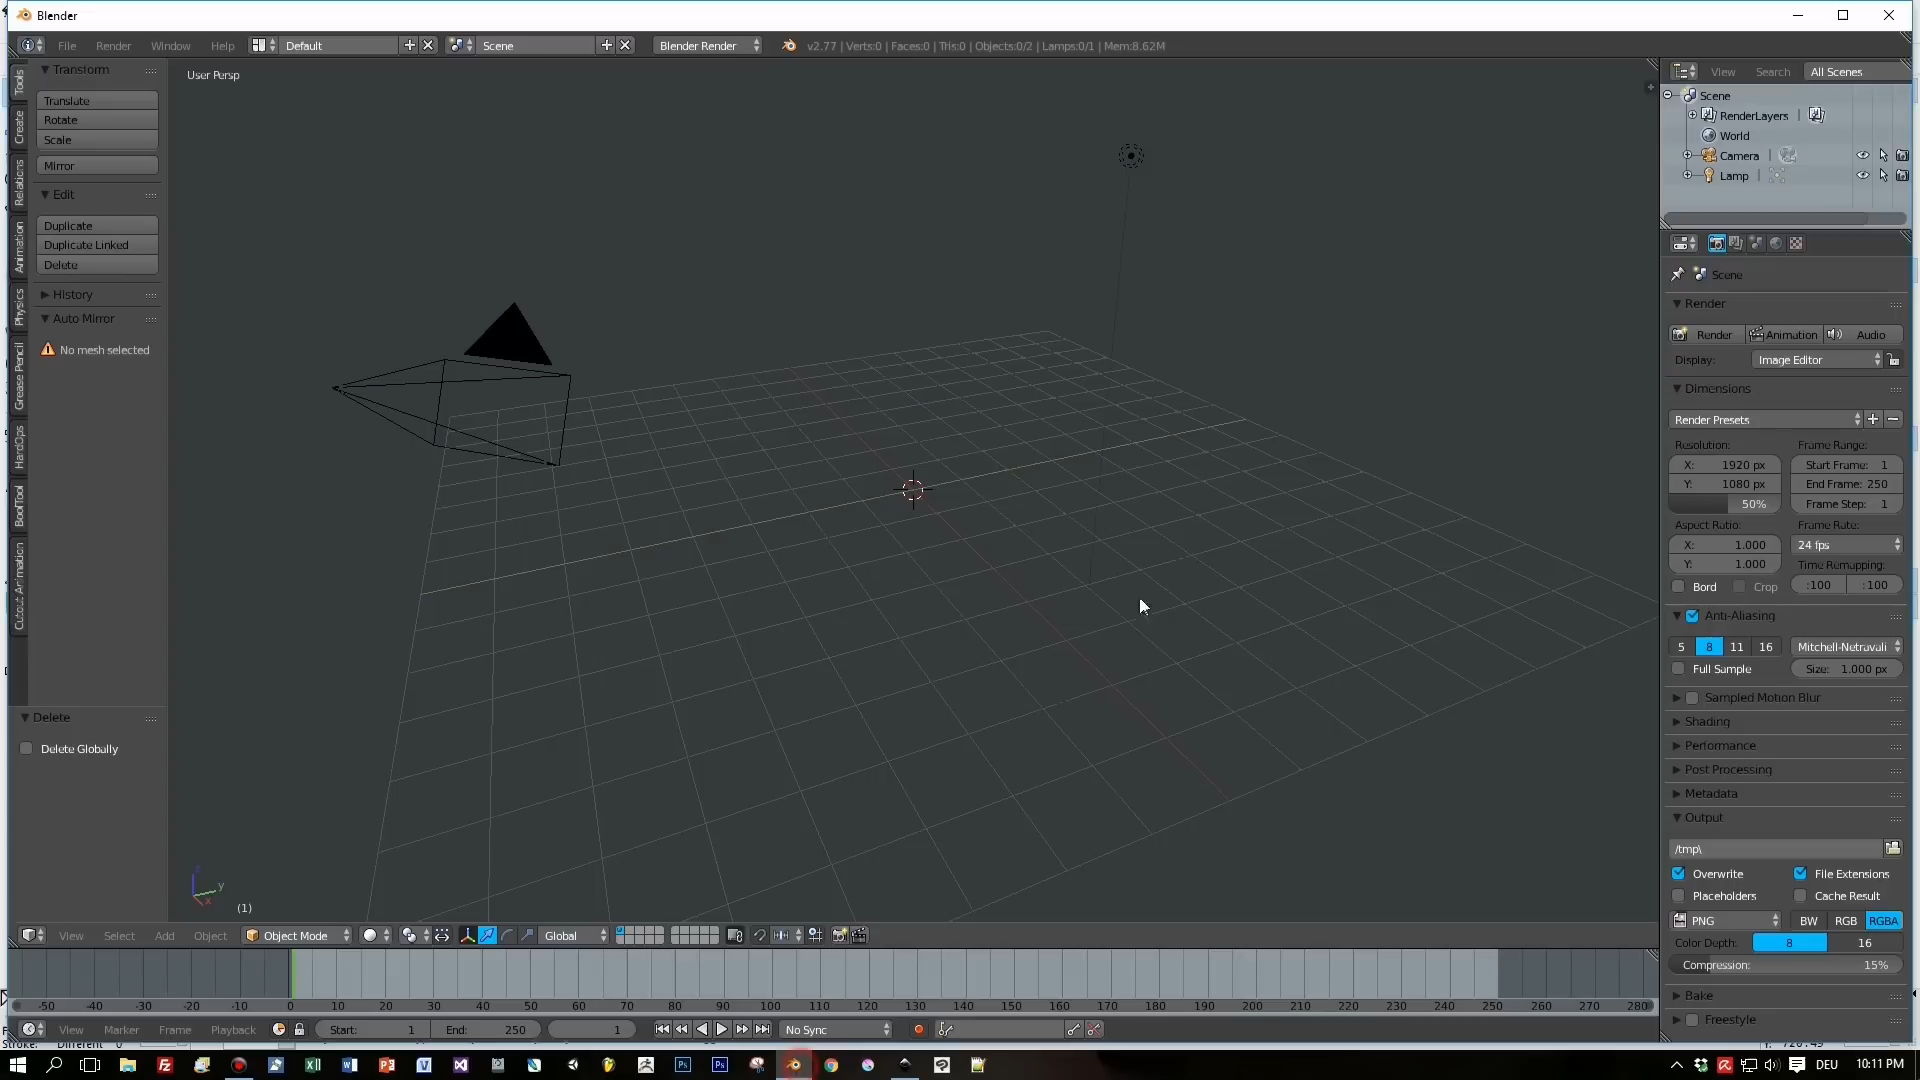 Blender
File Render Window Help Default Scene Blender Render v2.77 | Verts:0 | Faces:0 | Tris:0 | Objects:0/2 | Lamps:0/1 | Mem:8.62M
Transform
Translate
Rotate
Scale
Mirror
Edit
Duplicate
Duplicate Linked
Delete
History
Auto Mirror
No mesh selected
Tools
Create
Relations
Animation
Physics
Grease Pencil
HardOps
BoolTool
Cutout Animation
Delete
Delete Globally
User Persp
z
y
x
(1)
View Search All Scenes
Scene
RenderLayers
World
Camera
Lamp
Scene
Render
Render Animation Audio
Display: Image Editor
Dimensions
Render Presets
Resolution: Frame Range:
X: 1920 px Start Frame: 1
Y: 1080 px End Frame: 250
50% Frame Step: 1
Aspect Ratio: Frame Rate:
X: 1.000 24 fps
Y: 1.000 Time Remapping:
Bord Crop :100 :100
Anti-Aliasing
5 8 11 16 Mitchell-Netravali
Full Sample Size: 1.000 px
Sampled Motion Blur
Shading
Performance
Post Processing
Metadata
Output
/tmp\
Overwrite File Extensions
Placeholders Cache Result
PNG BW RGB RGBA
Color Depth: 8 16
Compression: 15%
Bake
Freestyle
View Select Add Object Object Mode Global
-50 -40 -30 -20 -10 0 10 20 30 40 50 60 70 80 90 100 110 120 130 140 150 160 170 180 190 200 210 220 230 240 250 260 270 280
View Marker Frame Playback Start: 1 End: 250 1 No Sync
DEU 10:11 PM